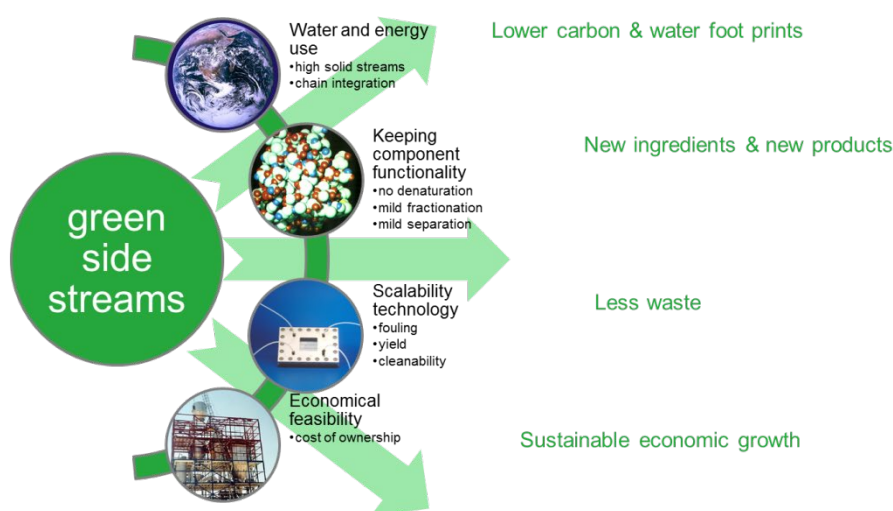 green
side
streams
Water and energy
use
•high solid streams
•chain integration
Keeping
component
functionality
•no denaturation
•mild fractionation
•mild separation
Scalability
technology
•fouling
•yield
•cleanability
Economical
feasibility
•cost of ownership
Lower carbon & water foot prints
New ingredients & new products
Less waste
Sustainable economic growth